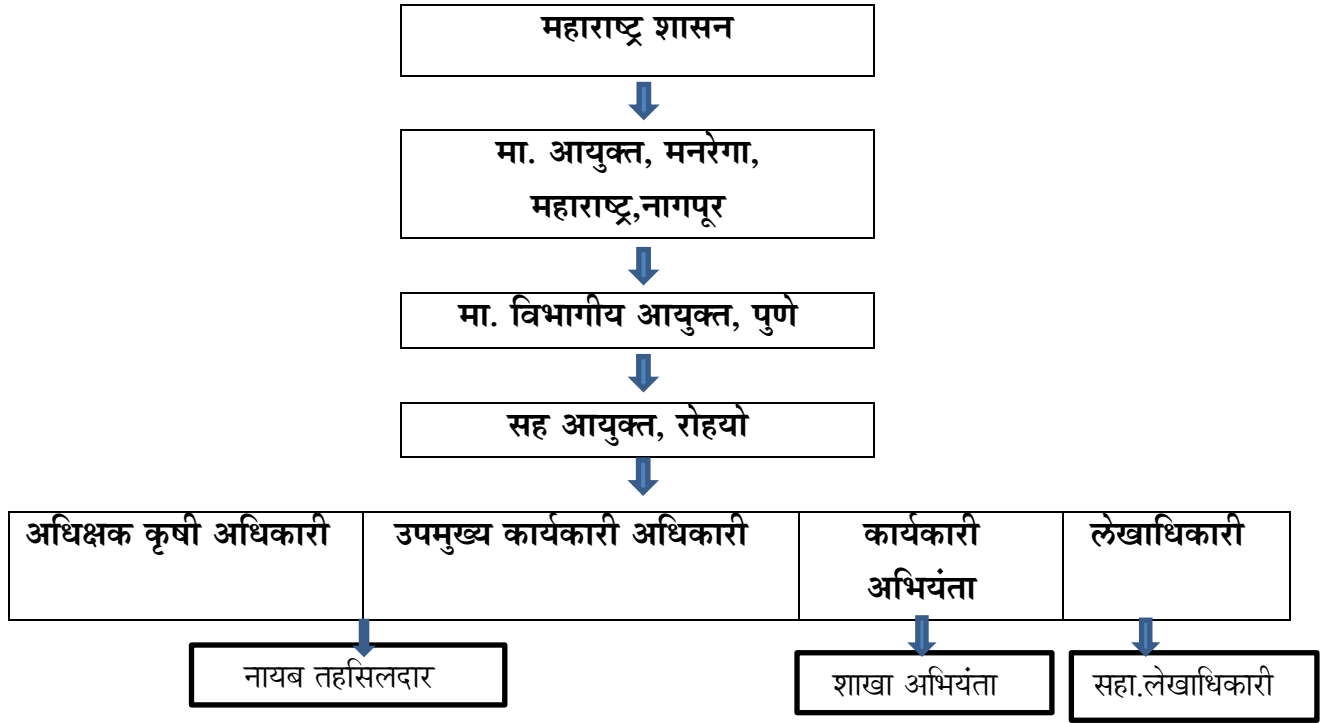 महाराष्ट्र शासन
मा. आयुक्त, मनरेगा,
महाराष्ट्र,नागपूर
मा. विभागीय आयुक्त, पुणे
सह आयुक्त, रोहयो
अधिक्षक कृषी अधिकारी
उपमुख्य कार्यकारी अधिकारी
कार्यकारी
अभियंता
लेखाधिकारी
नायब तहसिलदार
शाखा अभियंता
सहा.लेखाधिकारी